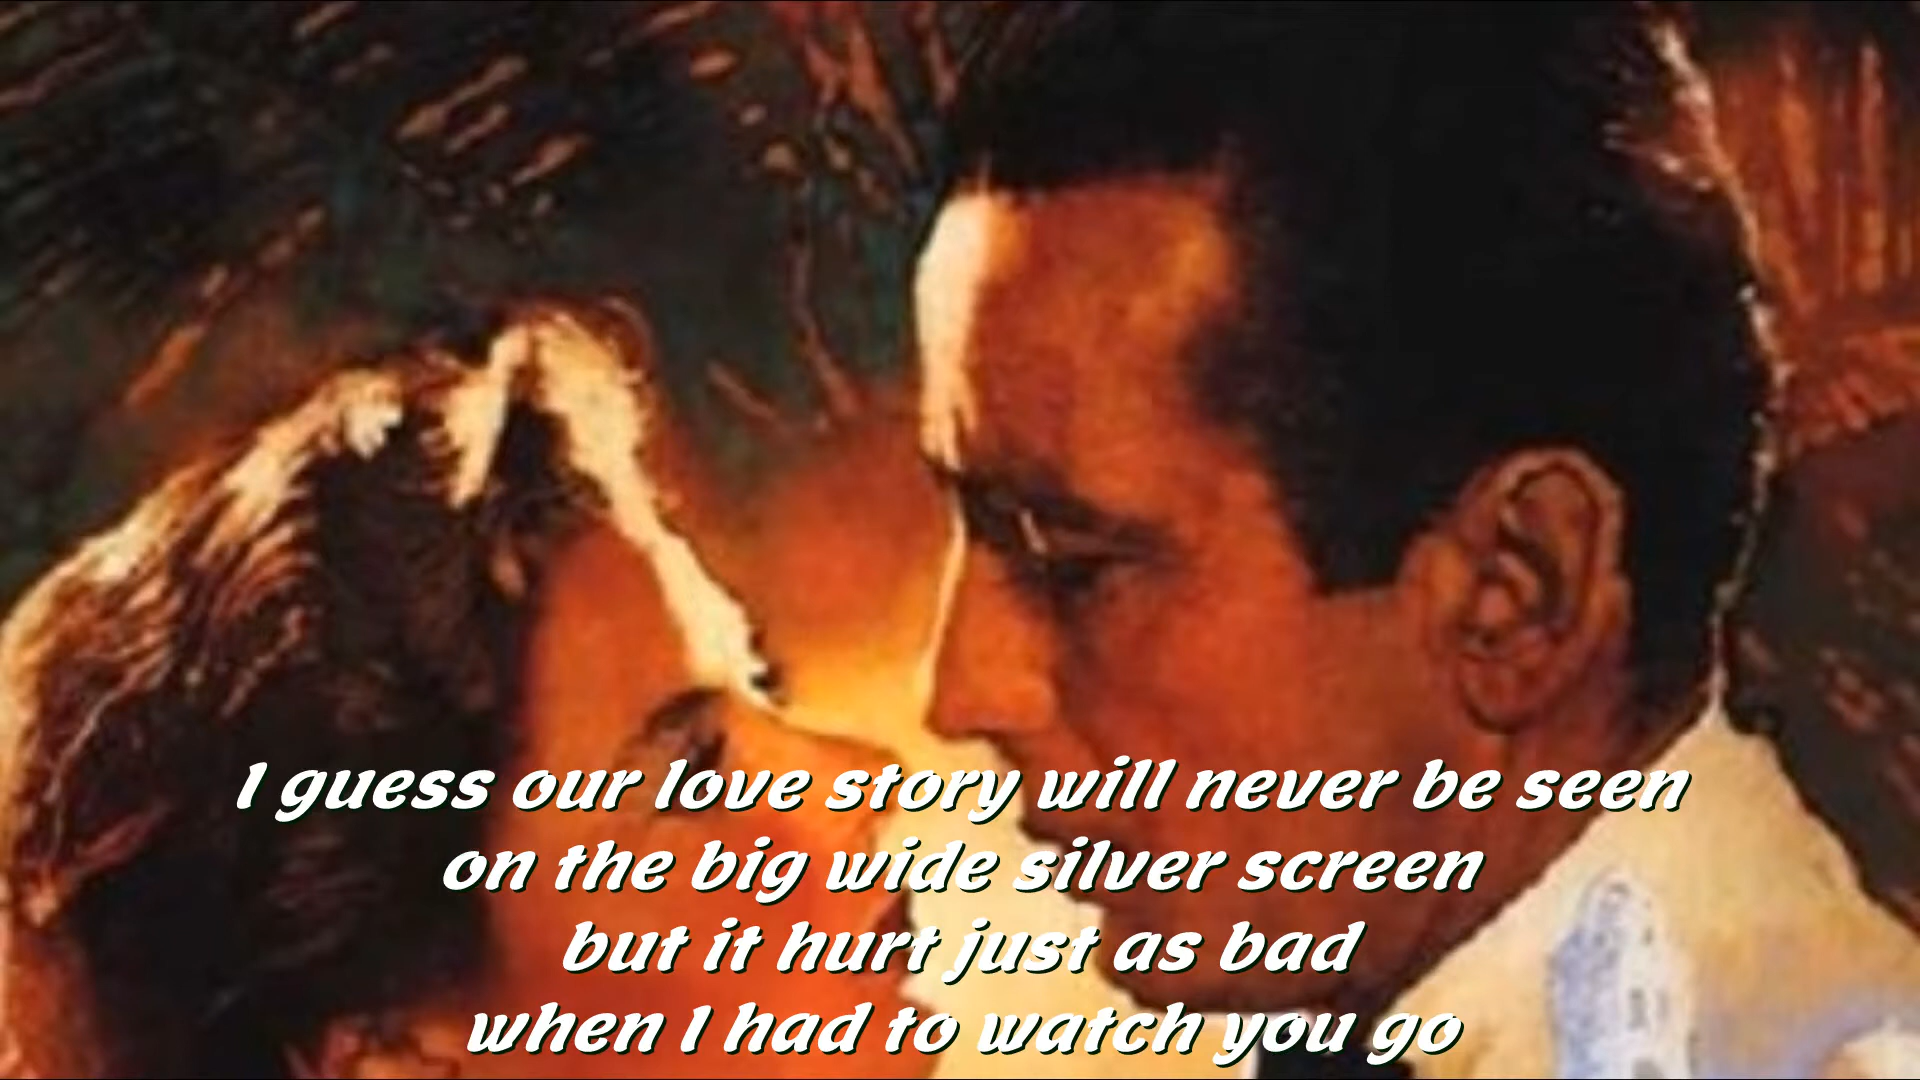 I guess our love story will never be seen
on the big wide silver screen
but it hurt just as bad
when I had to watch you go